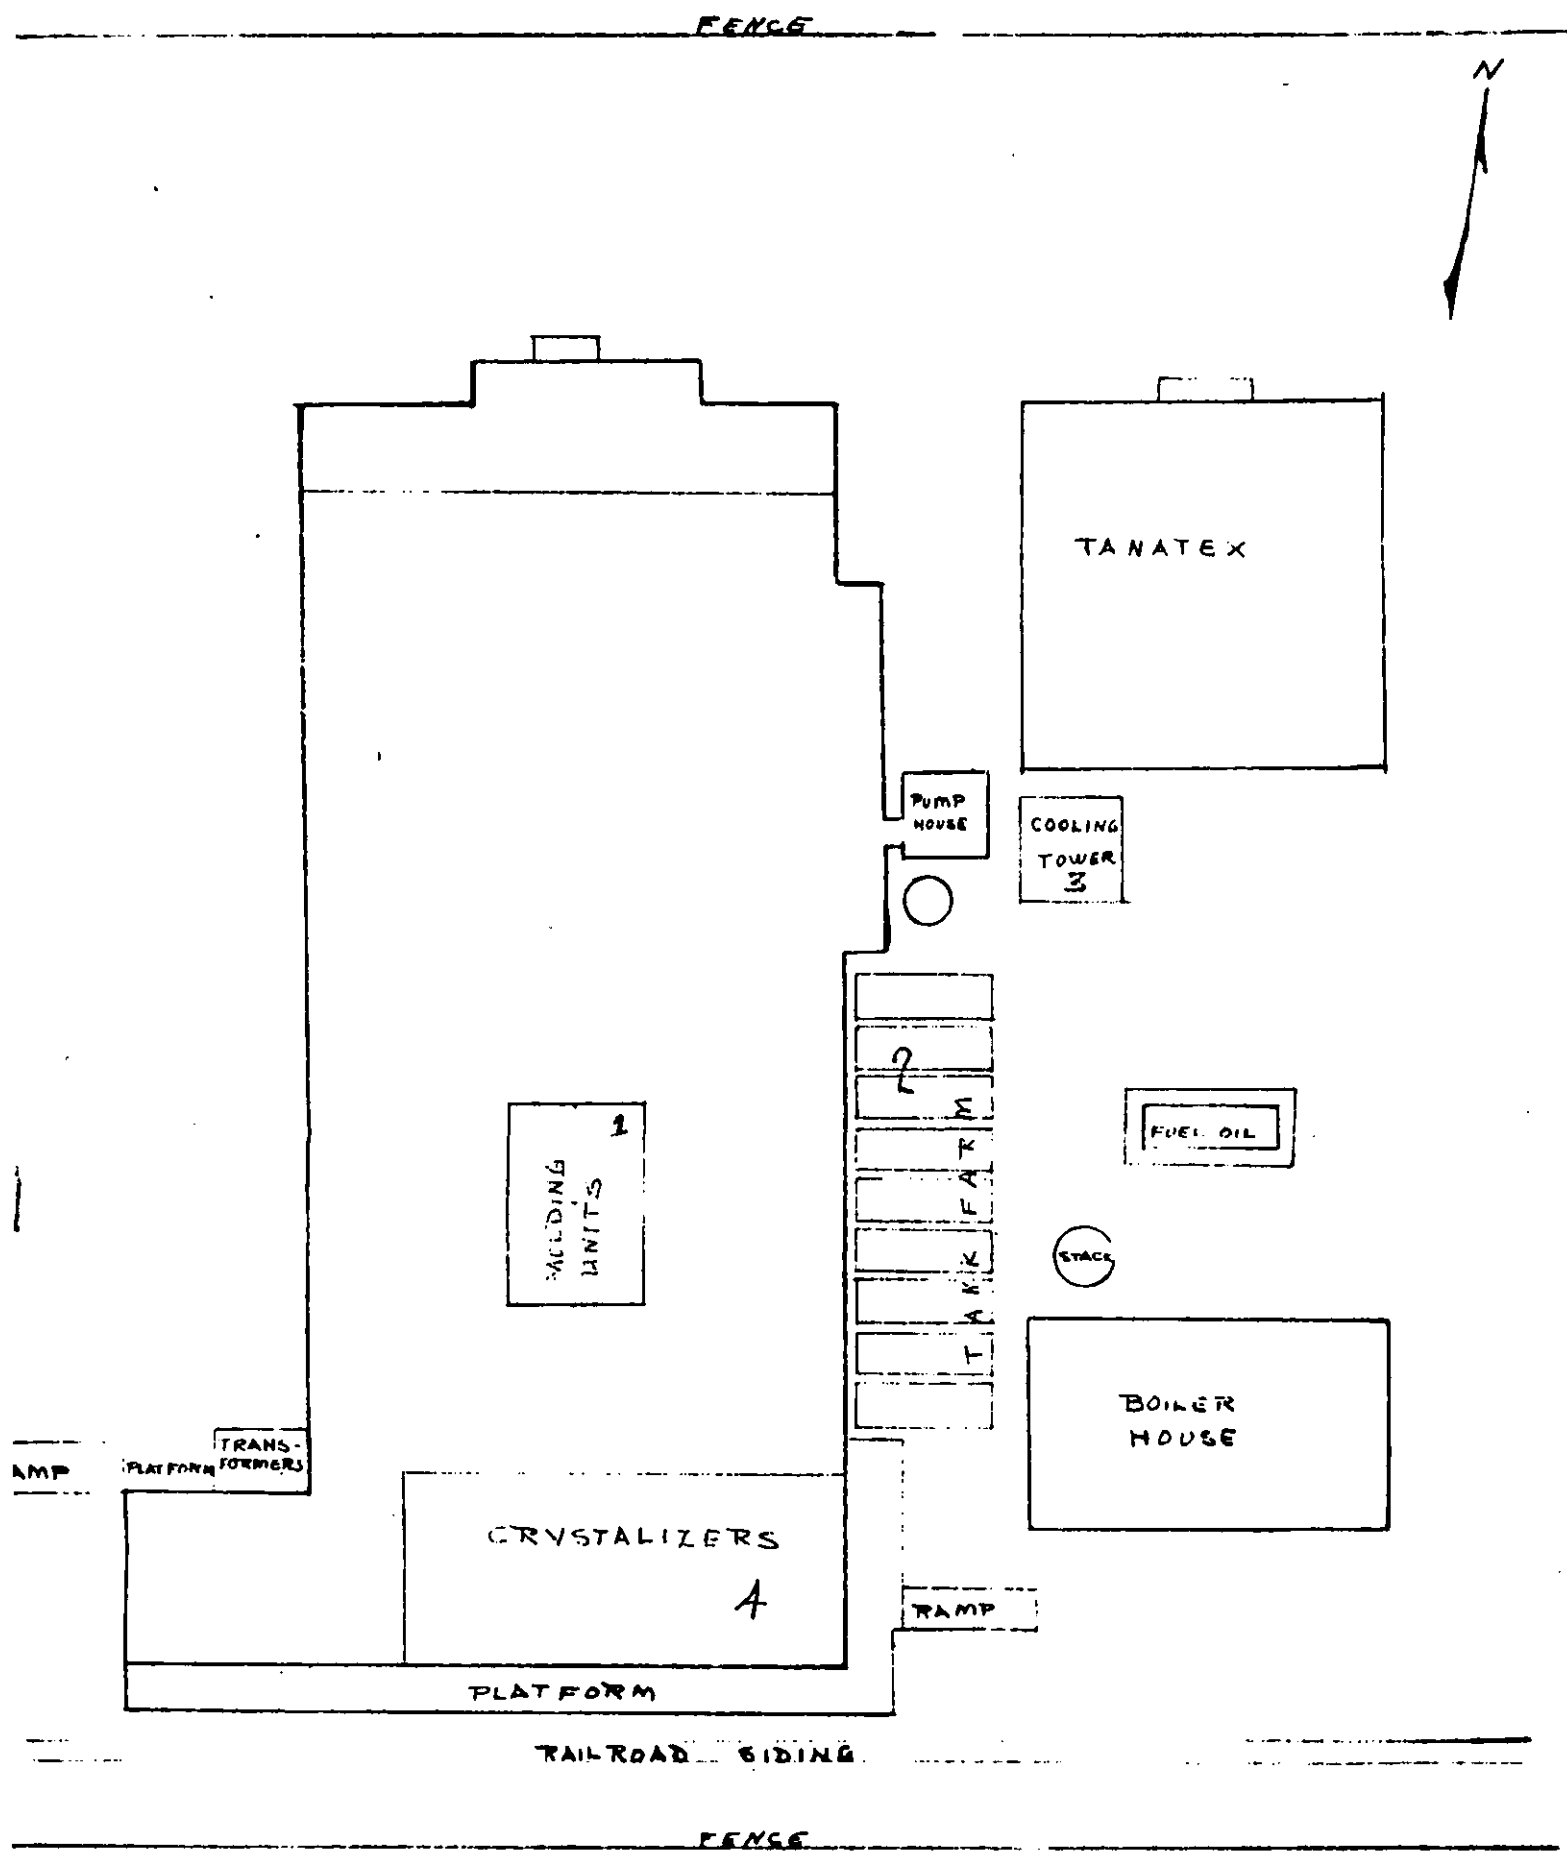 FENCE
N
TANATEX
PUMP
HOUSE
COOLING
TOWER
3
2
1
MOLDING
UNITS
TANK FARM
FUEL OIL
STACK
BOILER
HOUSE
TRANS-
FORMERS
AMP
PLATFORM
CRYSTALIZERS
4
RAMP
PLATFORM
RAILROAD SIDING
FENCE